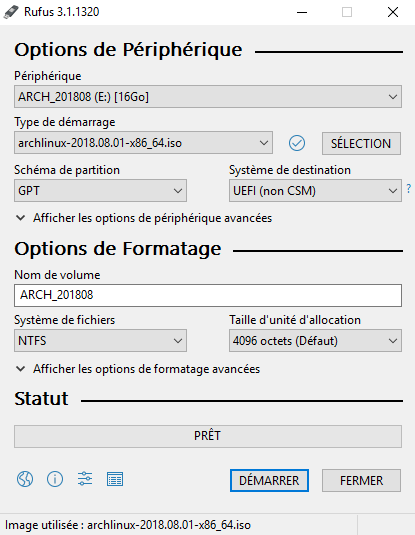 Rufus 3.1.1320
Options de Périphérique
Périphérique
ARCH_201808 (E:) [16Go]
Type de démarrage
archlinux-2018.08.01-x86_64.iso
SÉLECTION
Schéma de partition
Système de destination
GPT
UEFI (non CSM)
?
Afficher les options de périphérique avancées
Options de Formatage
Nom de volume
ARCH_201808
Système de fichiers
Taille d'unité d'allocation
NTFS
4096 octets (Défaut)
Afficher les options de formatage avancées
Statut
PRÊT
DÉMARRER
FERMER
Image utilisée : archlinux-2018.08.01-x86_64.iso